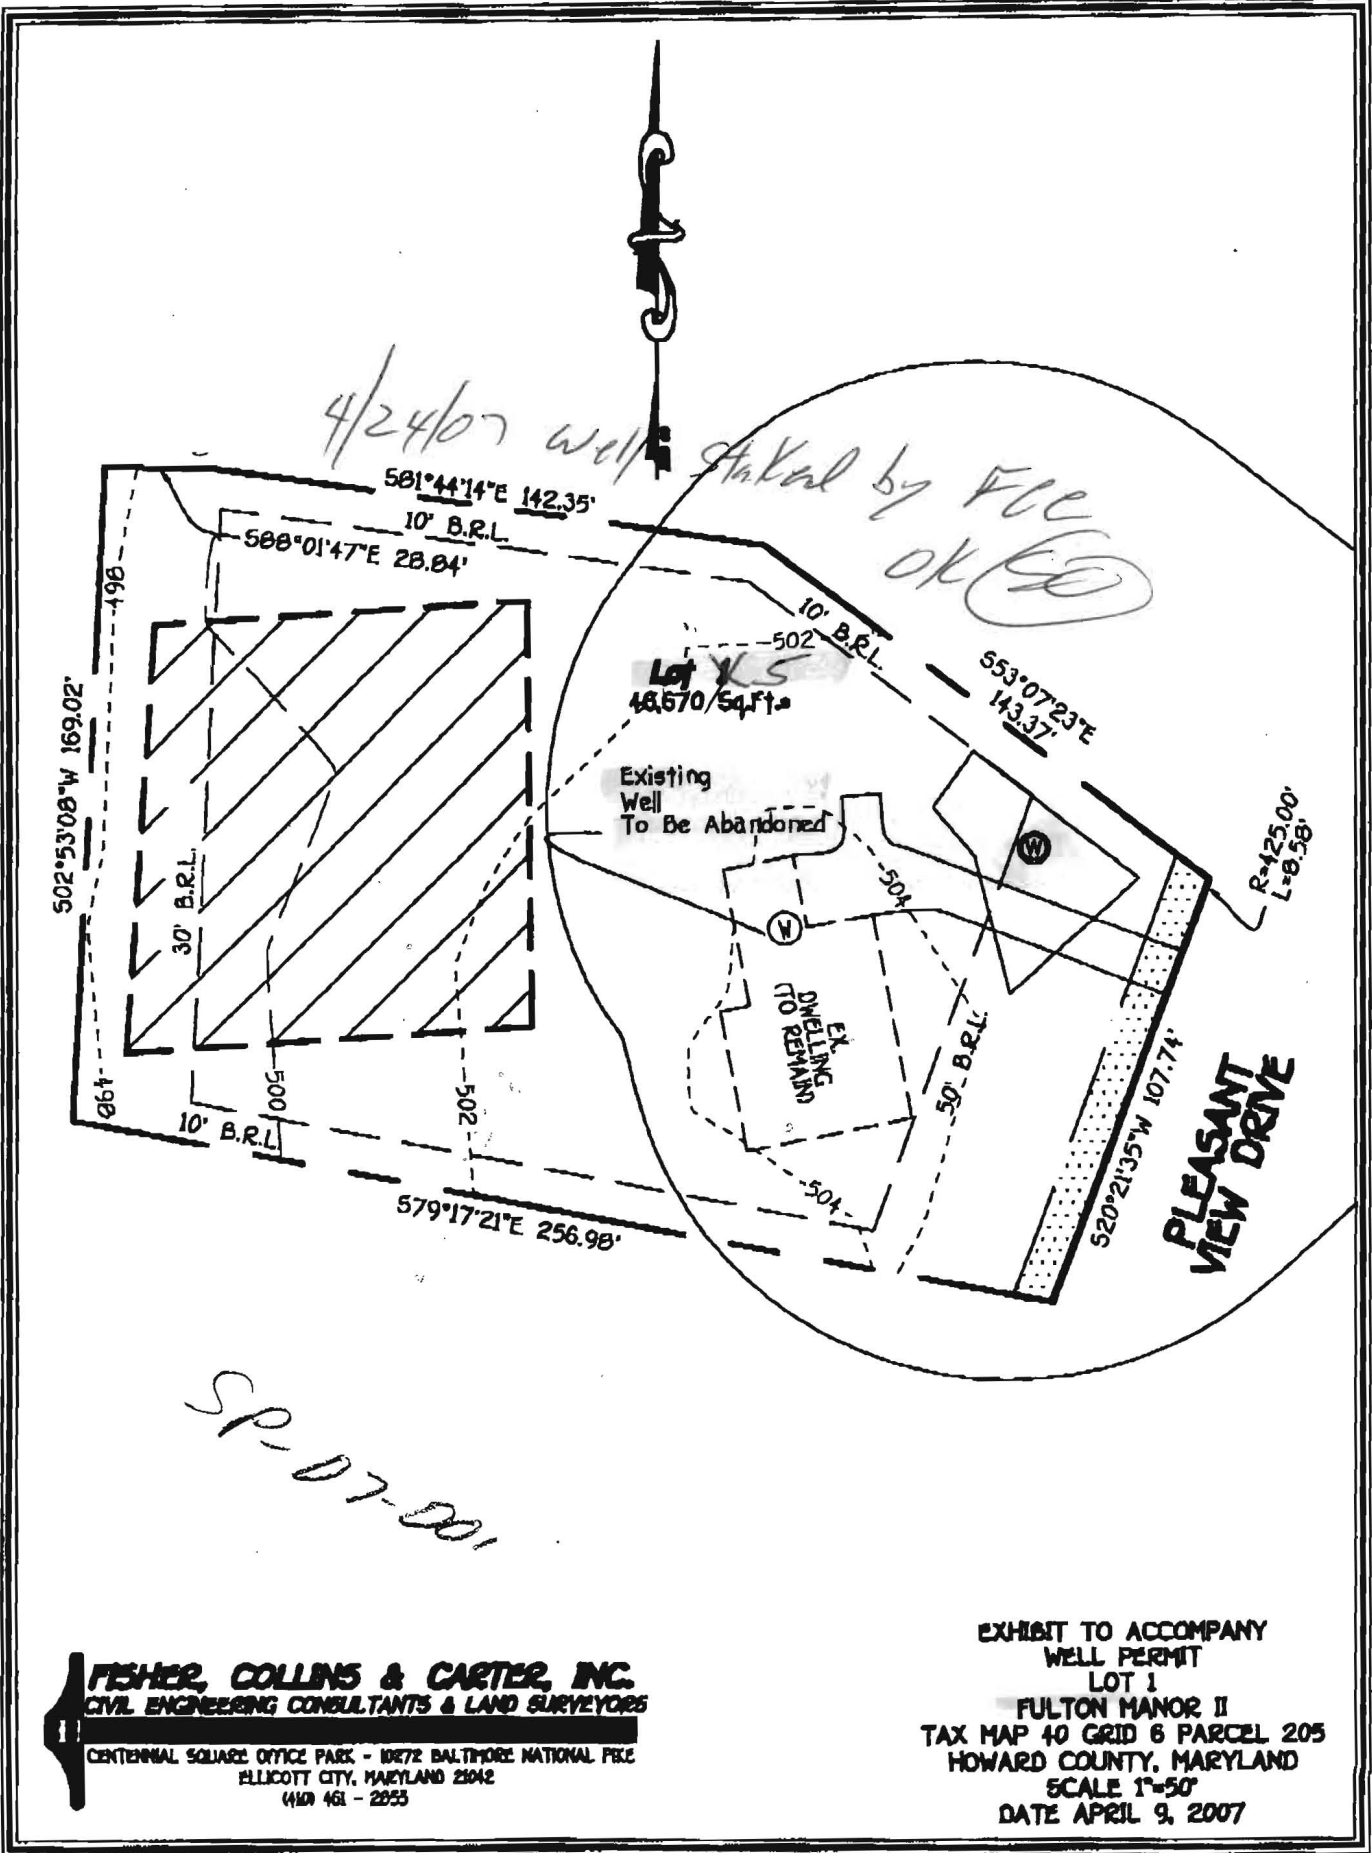 4/24/07 well staked by FCC
OK
S81°44'14"E 142.35'
10' B.R.L.
S88°01'47"E 28.84'
498
10' B.R.L.
502
S53°07'23"E
143.37'
Lot
46,670/Sq.Ft.±
S02°53'08"W 169.02'
Existing
Well
To Be Abandoned
R=425.00'
L=8.58'
30' B.R.L.
504
W
W
EX.
DWELLING
(TO REMAIN)
50' B.R.L.
498
500
502
10' B.R.L.
504
S79°17'21"E 256.98'
S20°21'35"W 107.74'
PLEASANT
VIEW DRIVE
SP-07-001
FISHER, COLLINS & CARTER, INC.
CIVIL ENGINEERING CONSULTANTS & LAND SURVEYORS
CENTENNIAL SQUARE OFFICE PARK - 10272 BALTIMORE NATIONAL PIKE
ELLICOTT CITY, MARYLAND 21042
(410) 461 - 2855
EXHIBIT TO ACCOMPANY
WELL PERMIT
LOT 1
FULTON MANOR II
TAX MAP 40 GRID 6 PARCEL 205
HOWARD COUNTY, MARYLAND
SCALE 1"=50'
DATE APRIL 9, 2007